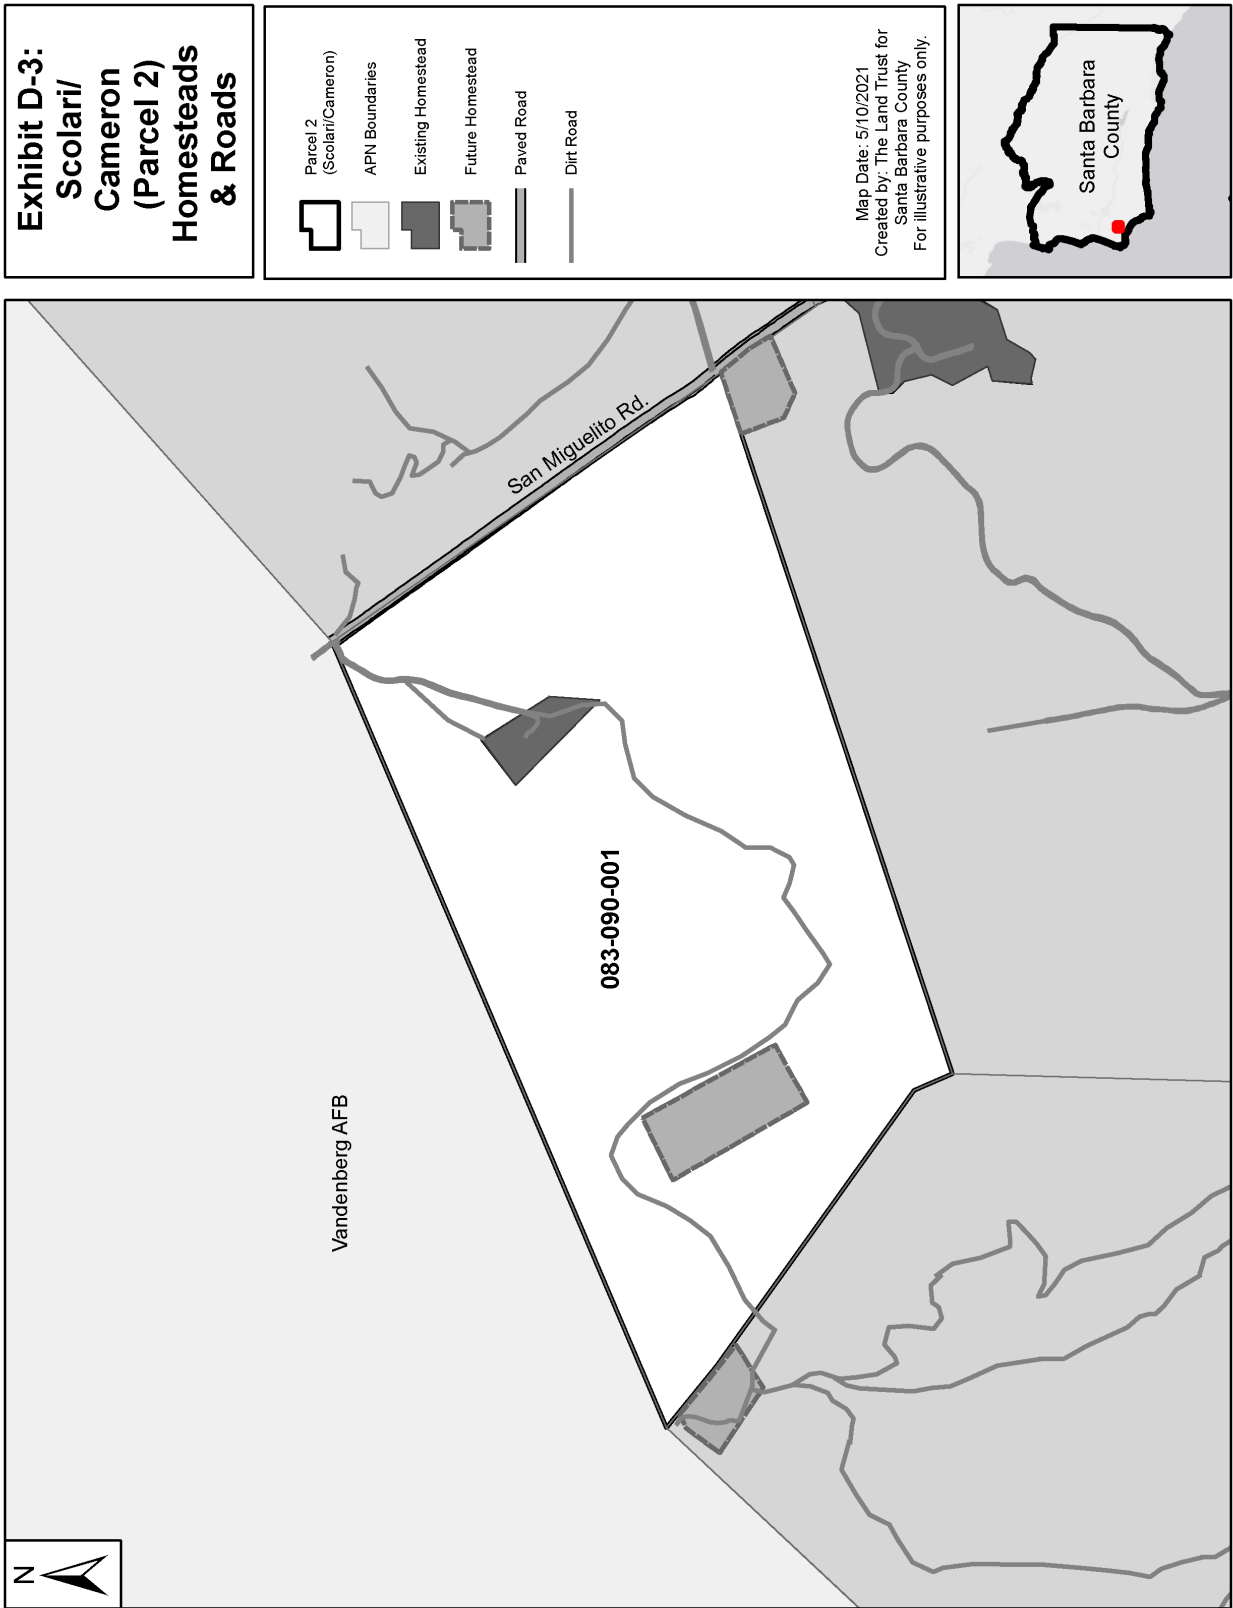 Exhibit D-3:
Scolari/
Cameron
(Parcel 2)
Homesteads
& Roads
Parcel 2
(Scolari/Cameron)
APN Boundaries
Existing Homestead
Future Homestead
Paved Road
Dirt Road
Map Date: 5/10/2021
Created by: The Land Trust for
Santa Barbara County
For illustrative purposes only.
Santa Barbara
County
San Miguelito Rd.
083-090-001
Vandenberg AFB
N